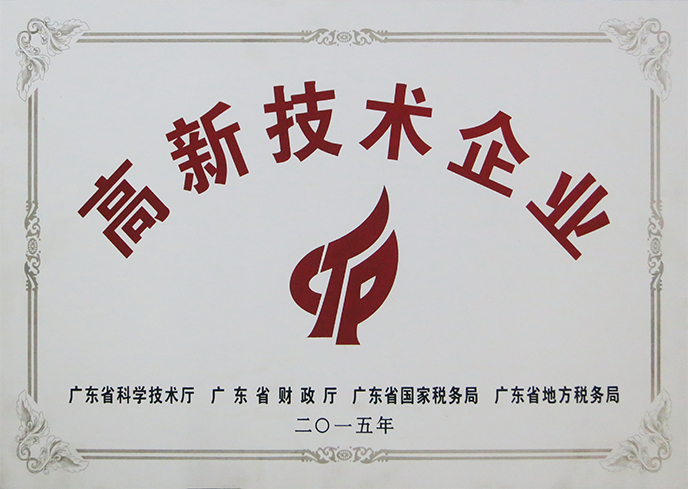 高新技术企业
广东省科学技术厅 广东省财政厅 广东省国家税务局 广东省地方税务局
二〇一五年